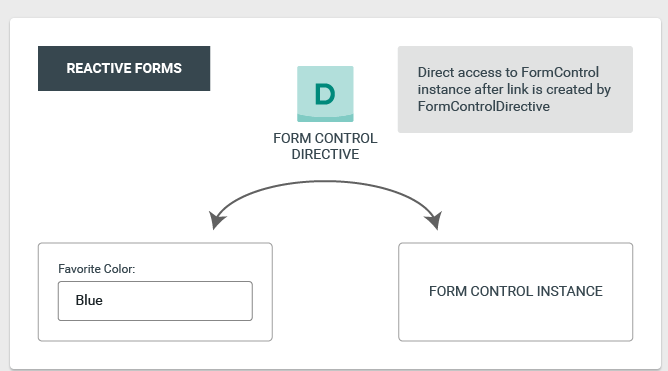 REACTIVE FORMS
D
FORM CONTROL
DIRECTIVE
Direct access to FormControl
instance after link is created by
FormControlDirective
Favorite Color:
Blue
FORM CONTROL INSTANCE